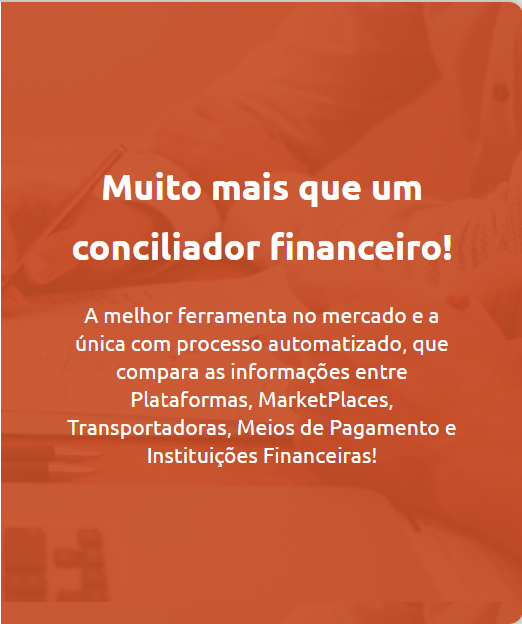 Muito mais que um
conciliador financeiro!
A melhor ferramenta no mercado e a
única com processo automatizado, que
compara as informações entre
Plataformas, MarketPlaces,
Transportadoras, Meios de Pagamento e
Instituições Financeiras!